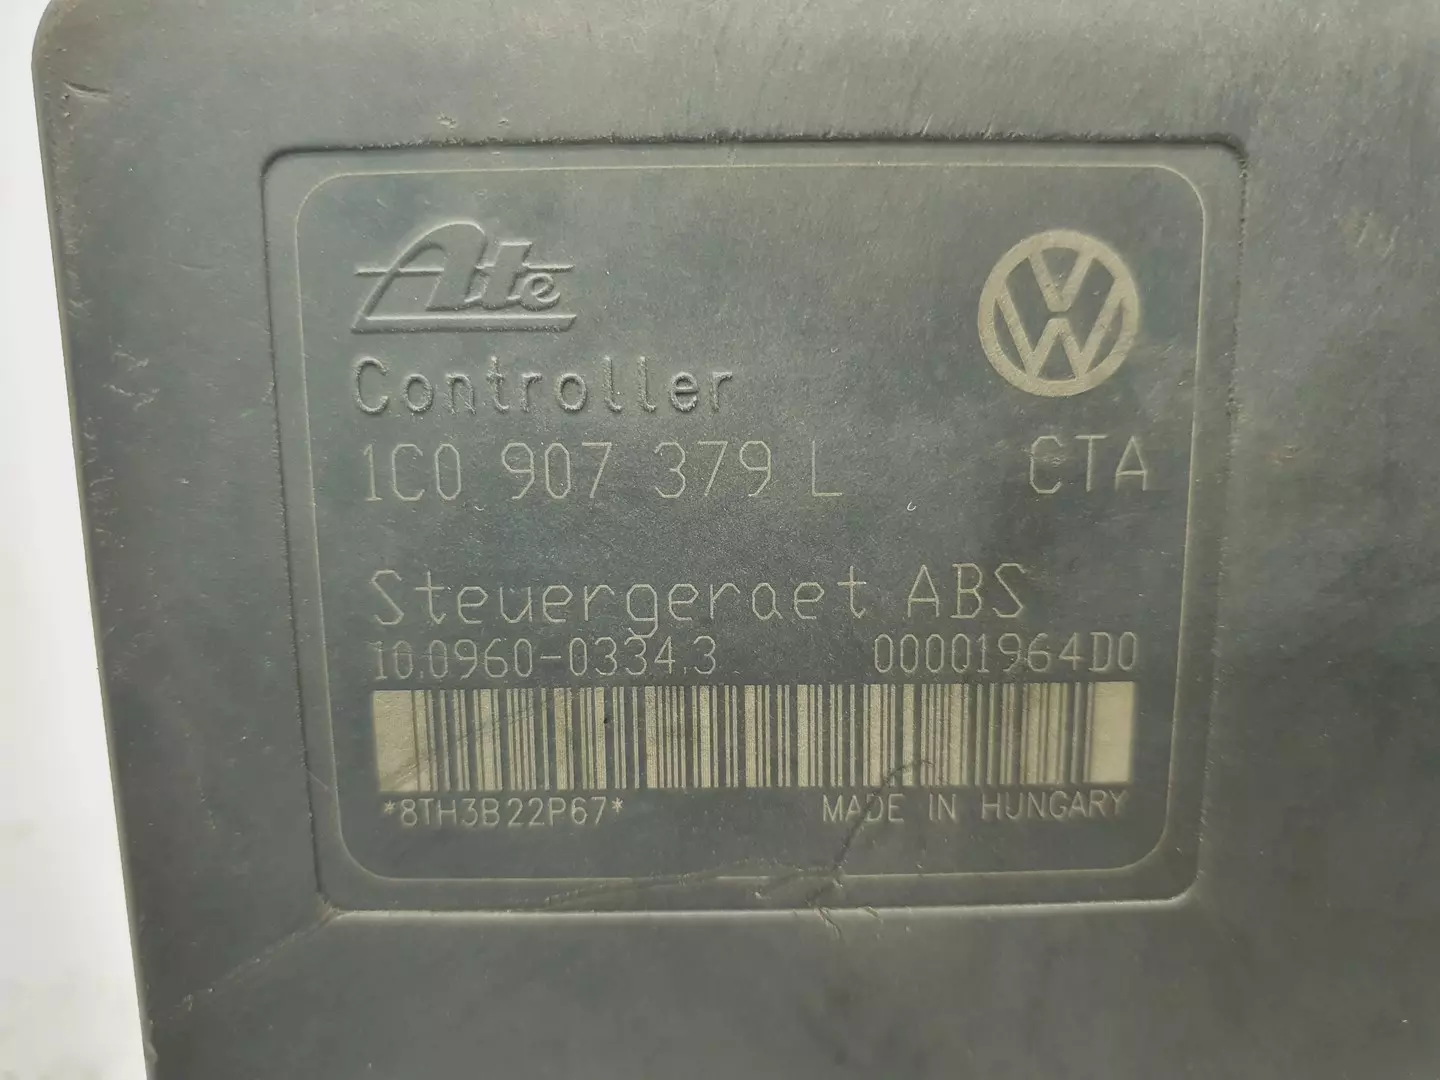 Ate
Controller
1C0 907 379 L CTA
Steuergeraet ABS
10.0960-0334.3 00001964D0
*8TH3B22P67* MADE IN HUNGARY